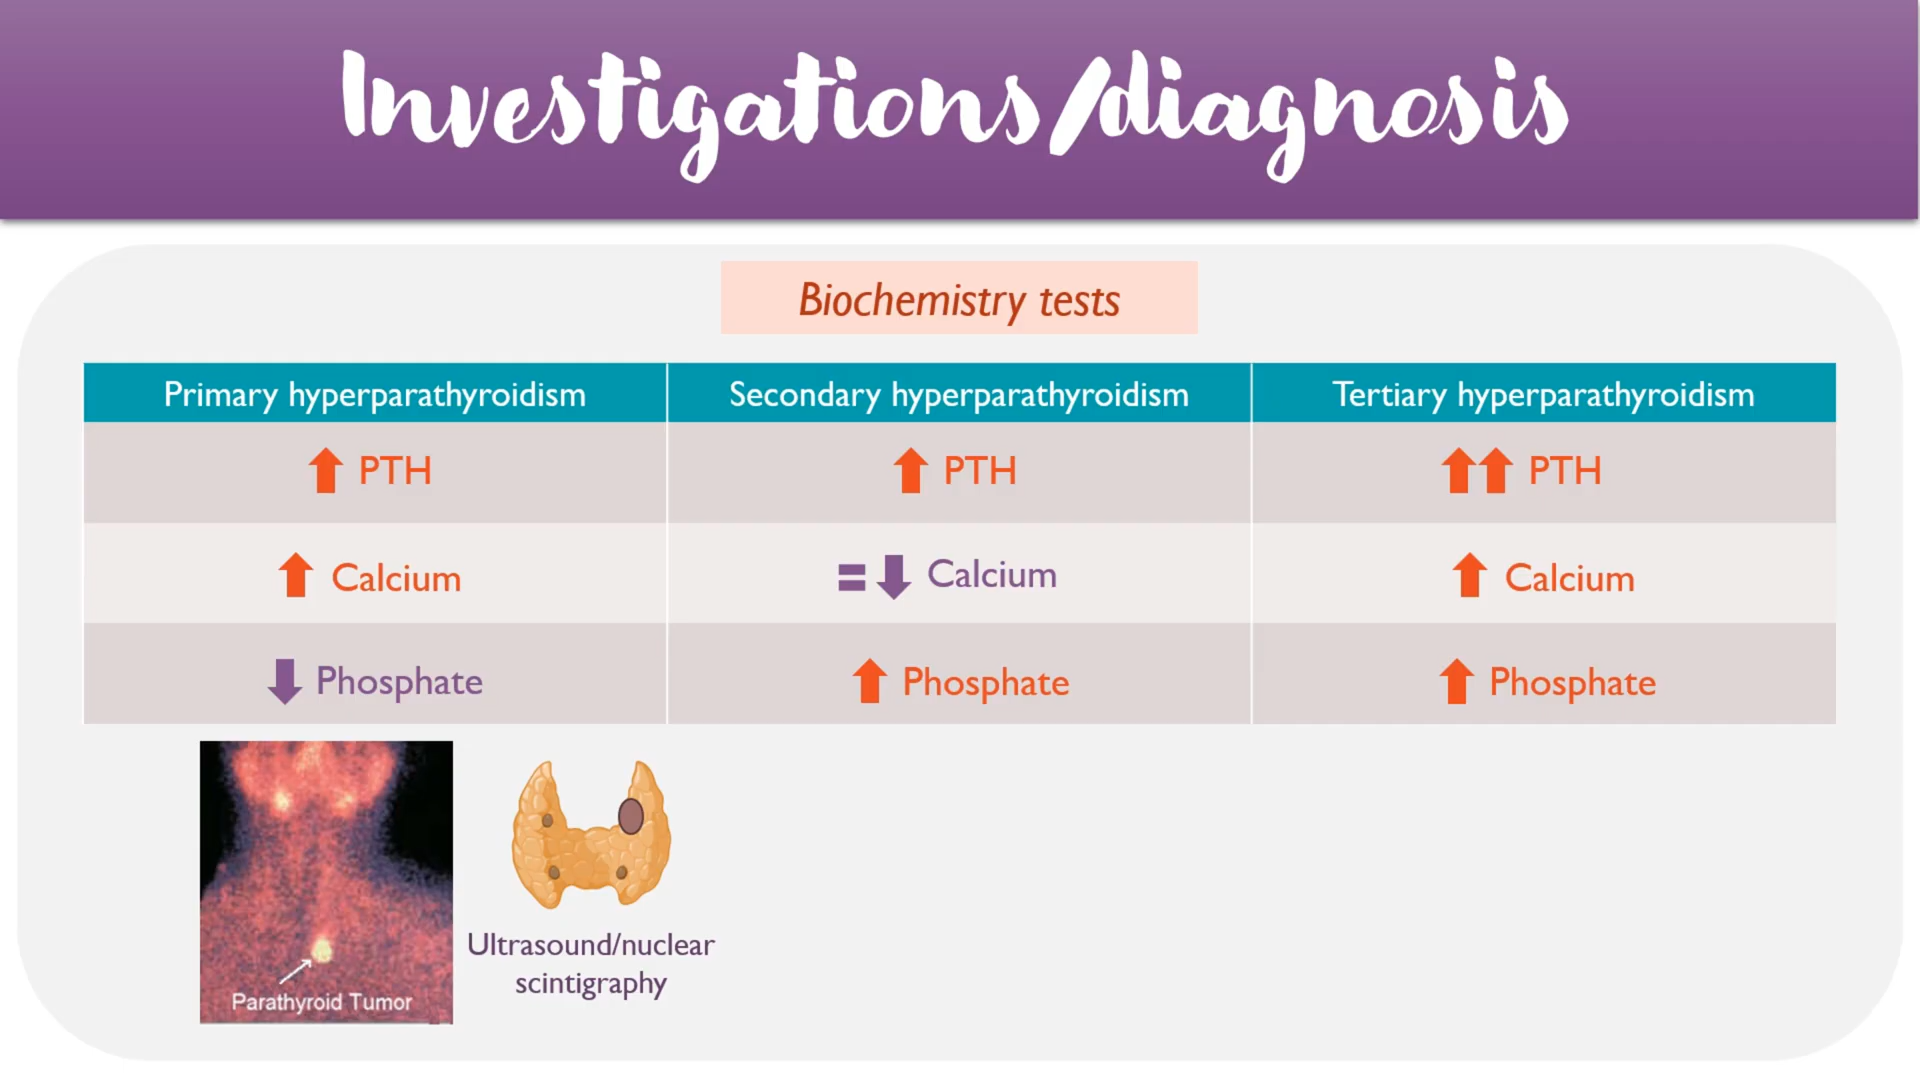 Investigations/diagnosis
Biochemistry tests
Primary hyperparathyroidism
Secondary hyperparathyroidism
Tertiary hyperparathyroidism
PTH
PTH
PTH
Calcium
= Calcium
Calcium
Phosphate
Phosphate
Phosphate
Parathyroid Tumor
Ultrasound/nuclear
scintigraphy